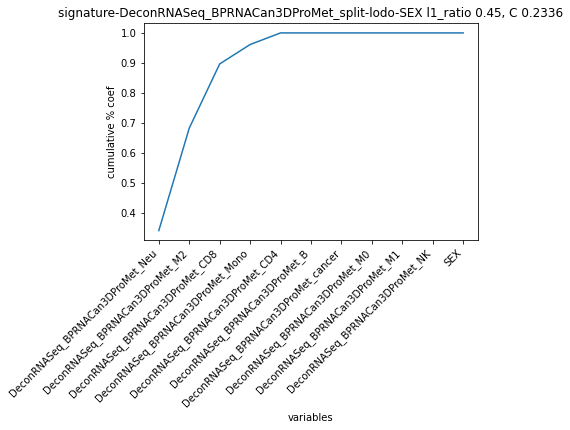 signature-DeconRNASeq_BPRNACan3DProMet_split-lodo-SEX l1_ratio 0.45, C 0.2336
1.0
0.9
0.8
0.7
0.6
0.5
0.4
cumulative % coef
DeconRNASeq_BPRNACan3DProMet_Neu
DeconRNASeq_BPRNACan3DProMet_M2
DeconRNASeq_BPRNACan3DProMet_CD8
DeconRNASeq_BPRNACan3DProMet_Mono
DeconRNASeq_BPRNACan3DProMet_CD4
DeconRNASeq_BPRNACan3DProMet_B
DeconRNASeq_BPRNACan3DProMet_cancer
DeconRNASeq_BPRNACan3DProMet_M0
DeconRNASeq_BPRNACan3DProMet_M1
DeconRNASeq_BPRNACan3DProMet_NK
SEX
variables